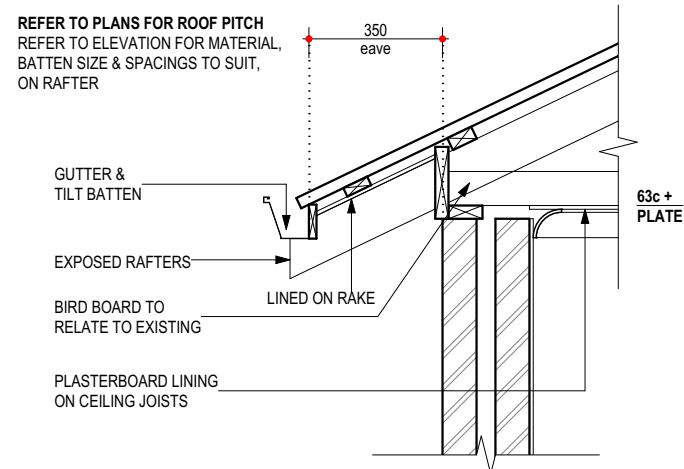 REFER TO PLANS FOR ROOF PITCH
REFER TO ELEVATION FOR MATERIAL,
BATTEN SIZE & SPACINGS TO SUIT,
ON RAFTER
350
eave
GUTTER &
TILT BATTEN
63c +
PLATE
EXPOSED RAFTERS
LINED ON RAKE
BIRD BOARD TO
RELATE TO EXISTING
PLASTERBOARD LINING
ON CEILING JOISTS